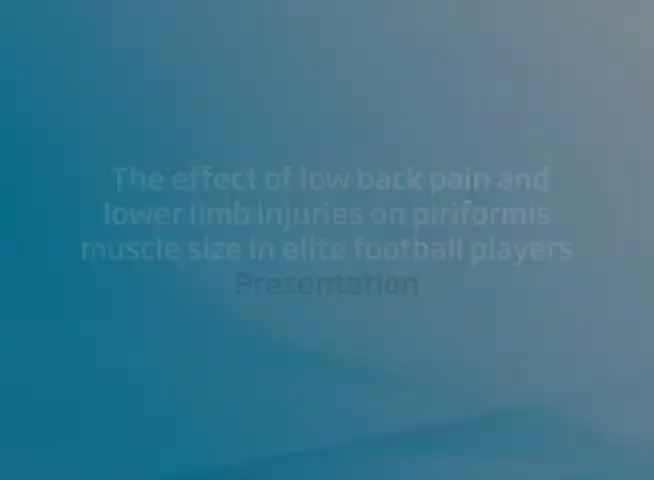 The effect of low back pain and
lower limb injuries on piriformis
muscle size in elite football players
Presentation